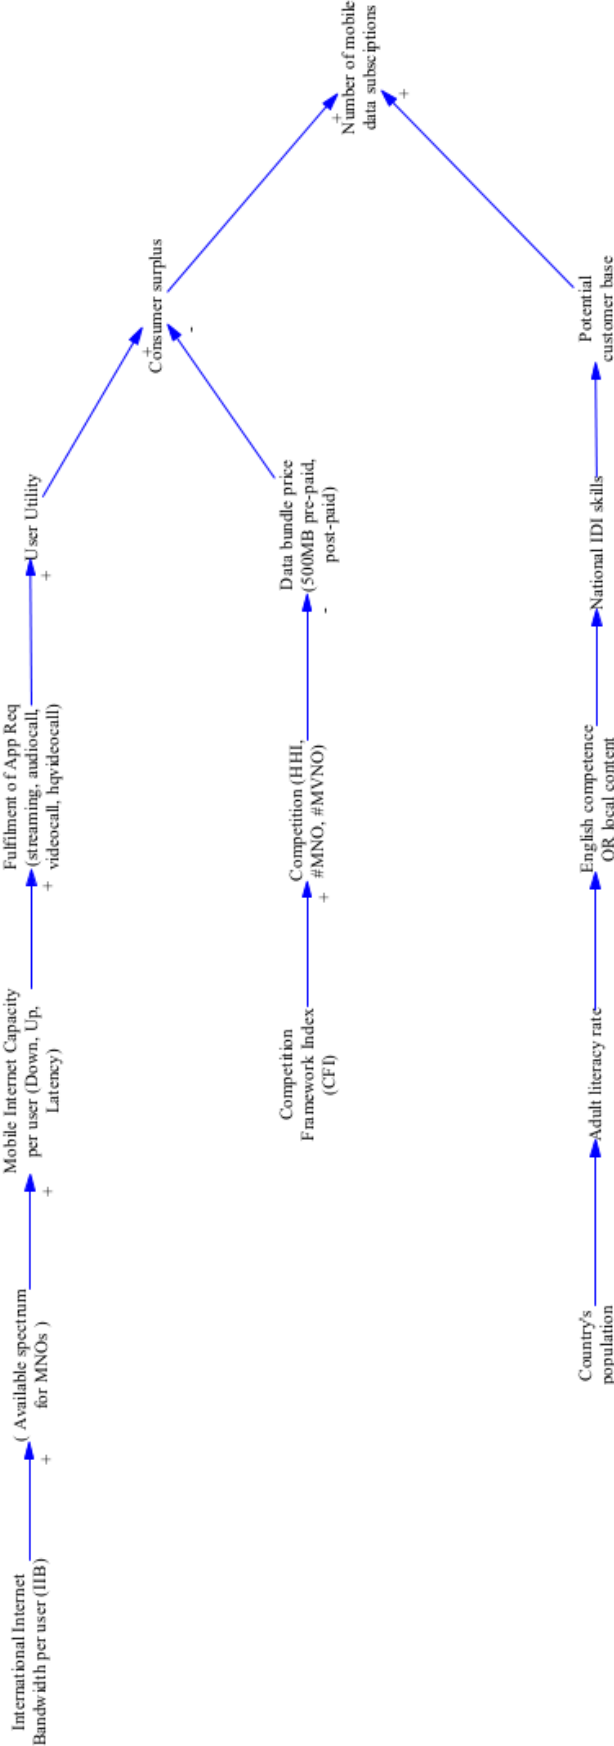 International Internet
Bandwidth per user (IIB)
+
( Available spectrum
for MNOs )
+
Mobile Internet Capacity
per user (Down, Up,
Latency)
+
Fulfilment of App Req
(streaming, audiocall,
videocall, hqvideocall)
+
User Utility
+
Consumer surplus
-
Competition
Framework Index
(CFI)
+
Competition (HHI,
#MNO, #MVNO)
-
Data bundle price
(500MB pre-paid,
post-paid)
+
Number of mobile
data subsciptions
+
Country's
population
Adult literacy rate
English competence
OR local content
National IDI skills
Potential
customer base